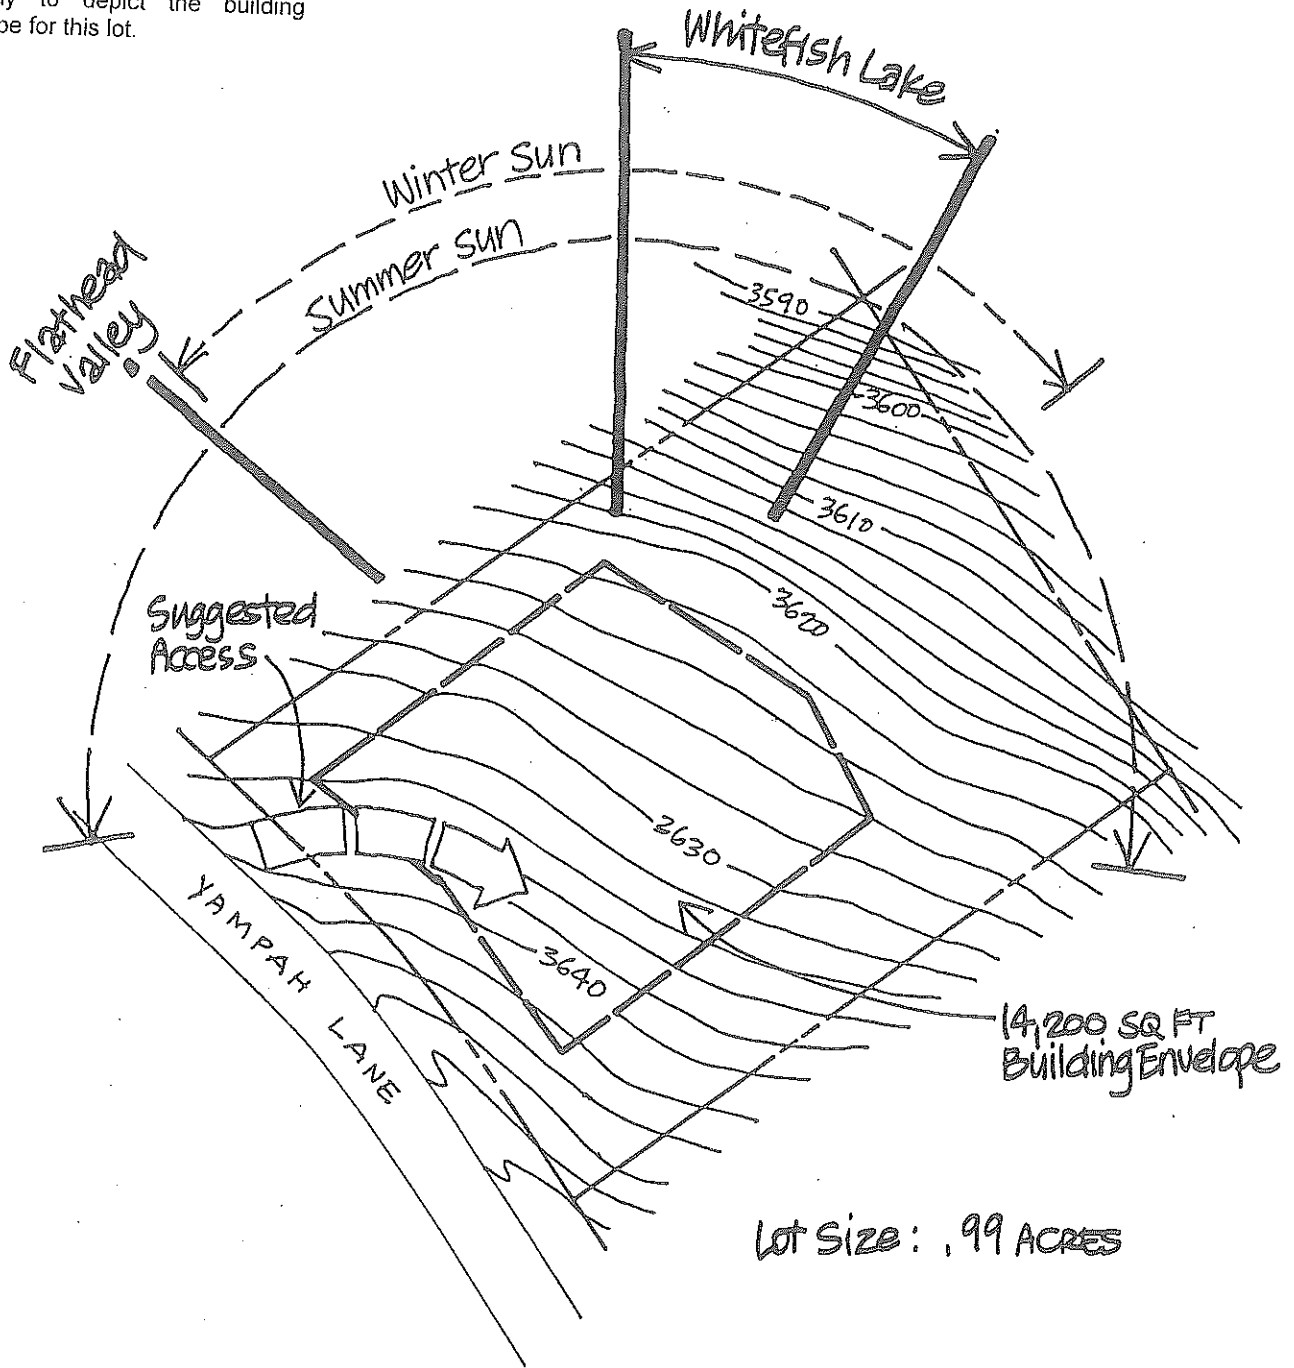 to depict the building
for this lot.
Whitefish Lake
Winter Sun
Summer Sun
Flathead
Valley
3590
3600
3610
3620
3630
3640
Suggested
Access
YAMPAH LANE
14,200 SQ FT
Building Envelope
Lot Size: .99 ACRES